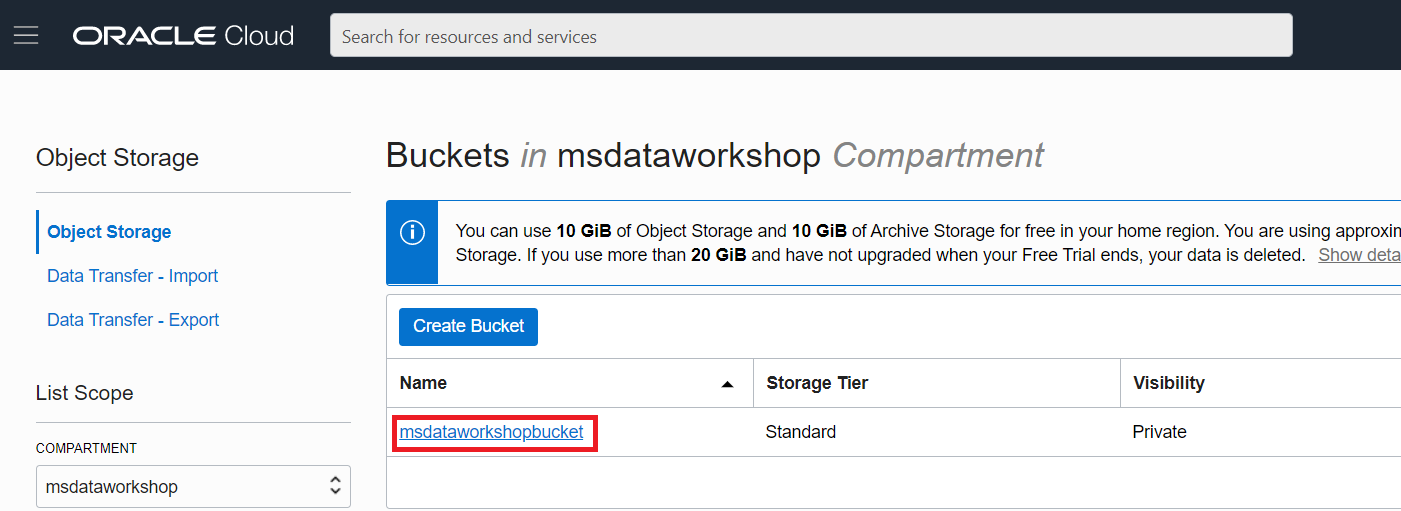 ORACLE Cloud
Search for resources and services
Object Storage
Object Storage
Data Transfer - Import
Data Transfer - Export
List Scope
COMPARTMENT
msdataworkshop
Buckets in msdataworkshop Compartment
You can use 10 GiB of Object Storage and 10 GiB of Archive Storage for free in your home region. You are using approxin
Storage. If you use more than 20 GiB and have not upgraded when your Free Trial ends, your data is deleted. Show deta
Create Bucket
Name Storage Tier Visibility
msdataworkshopbucket Standard Private